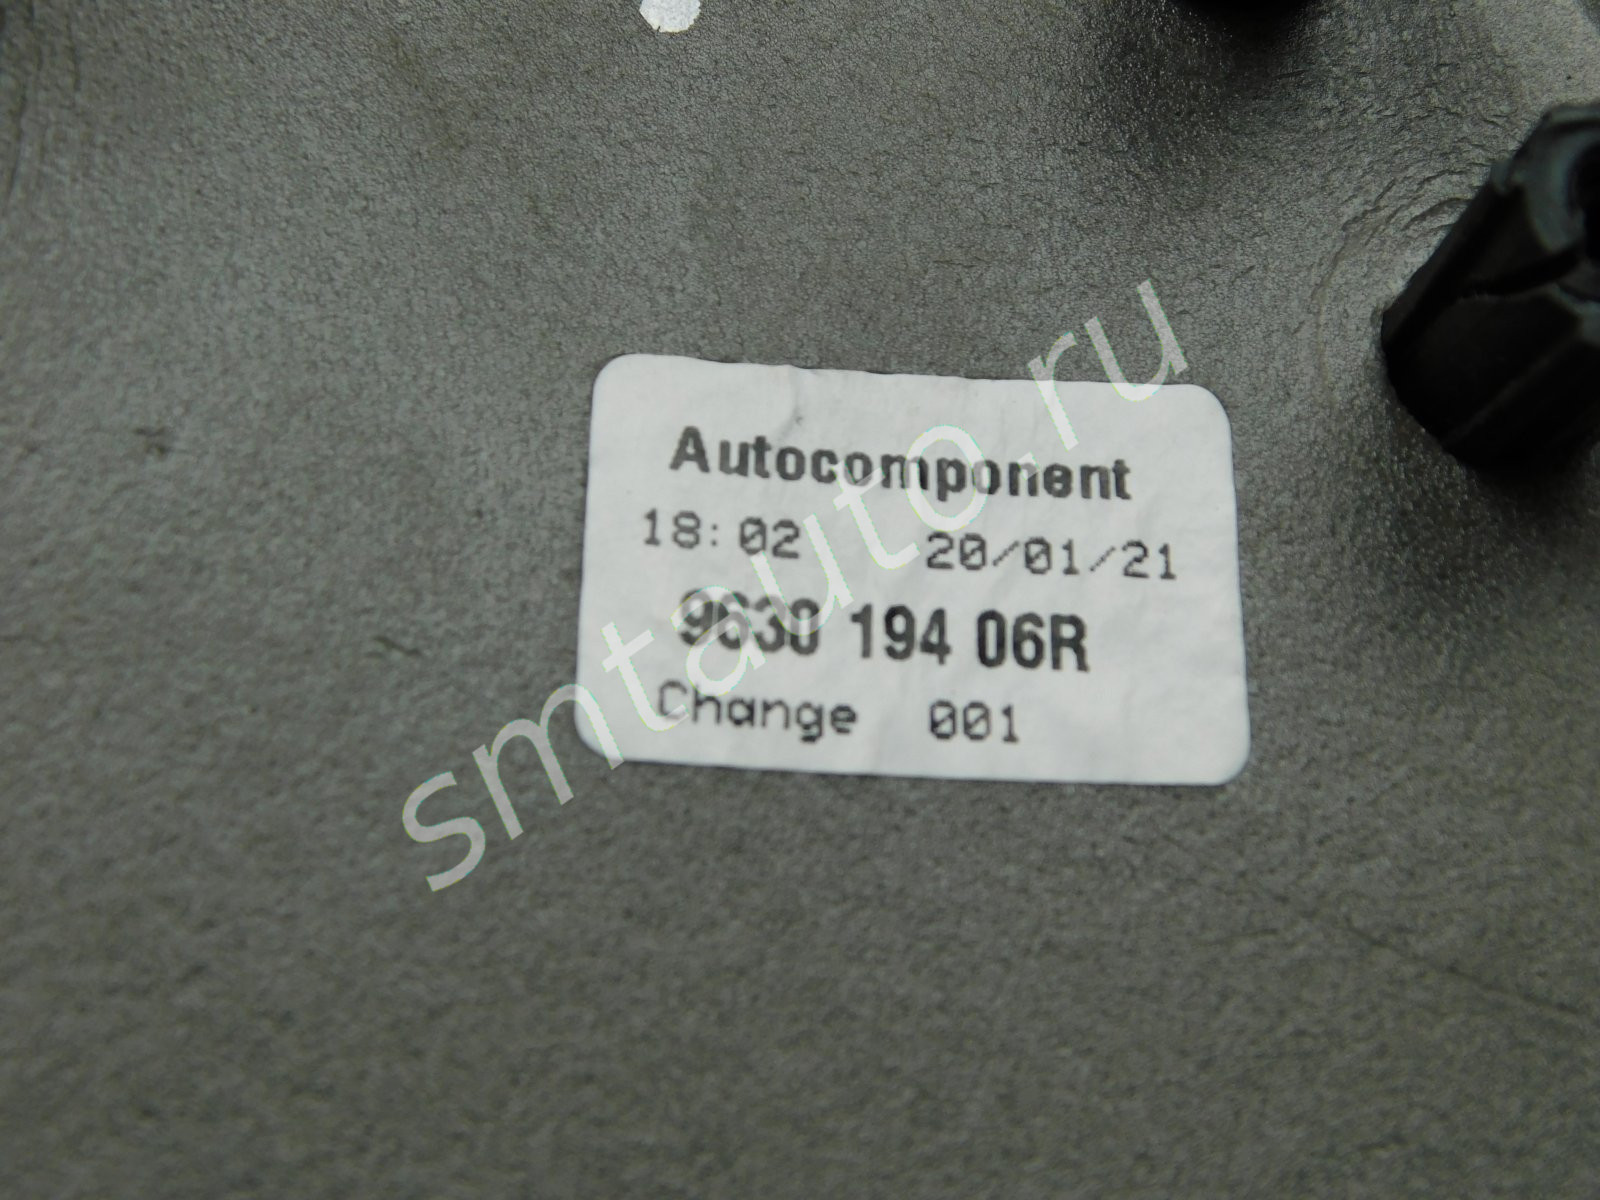 Autocomponent
18:02 20/01/21
9630 194 06R
Change 001
smtauto.ru